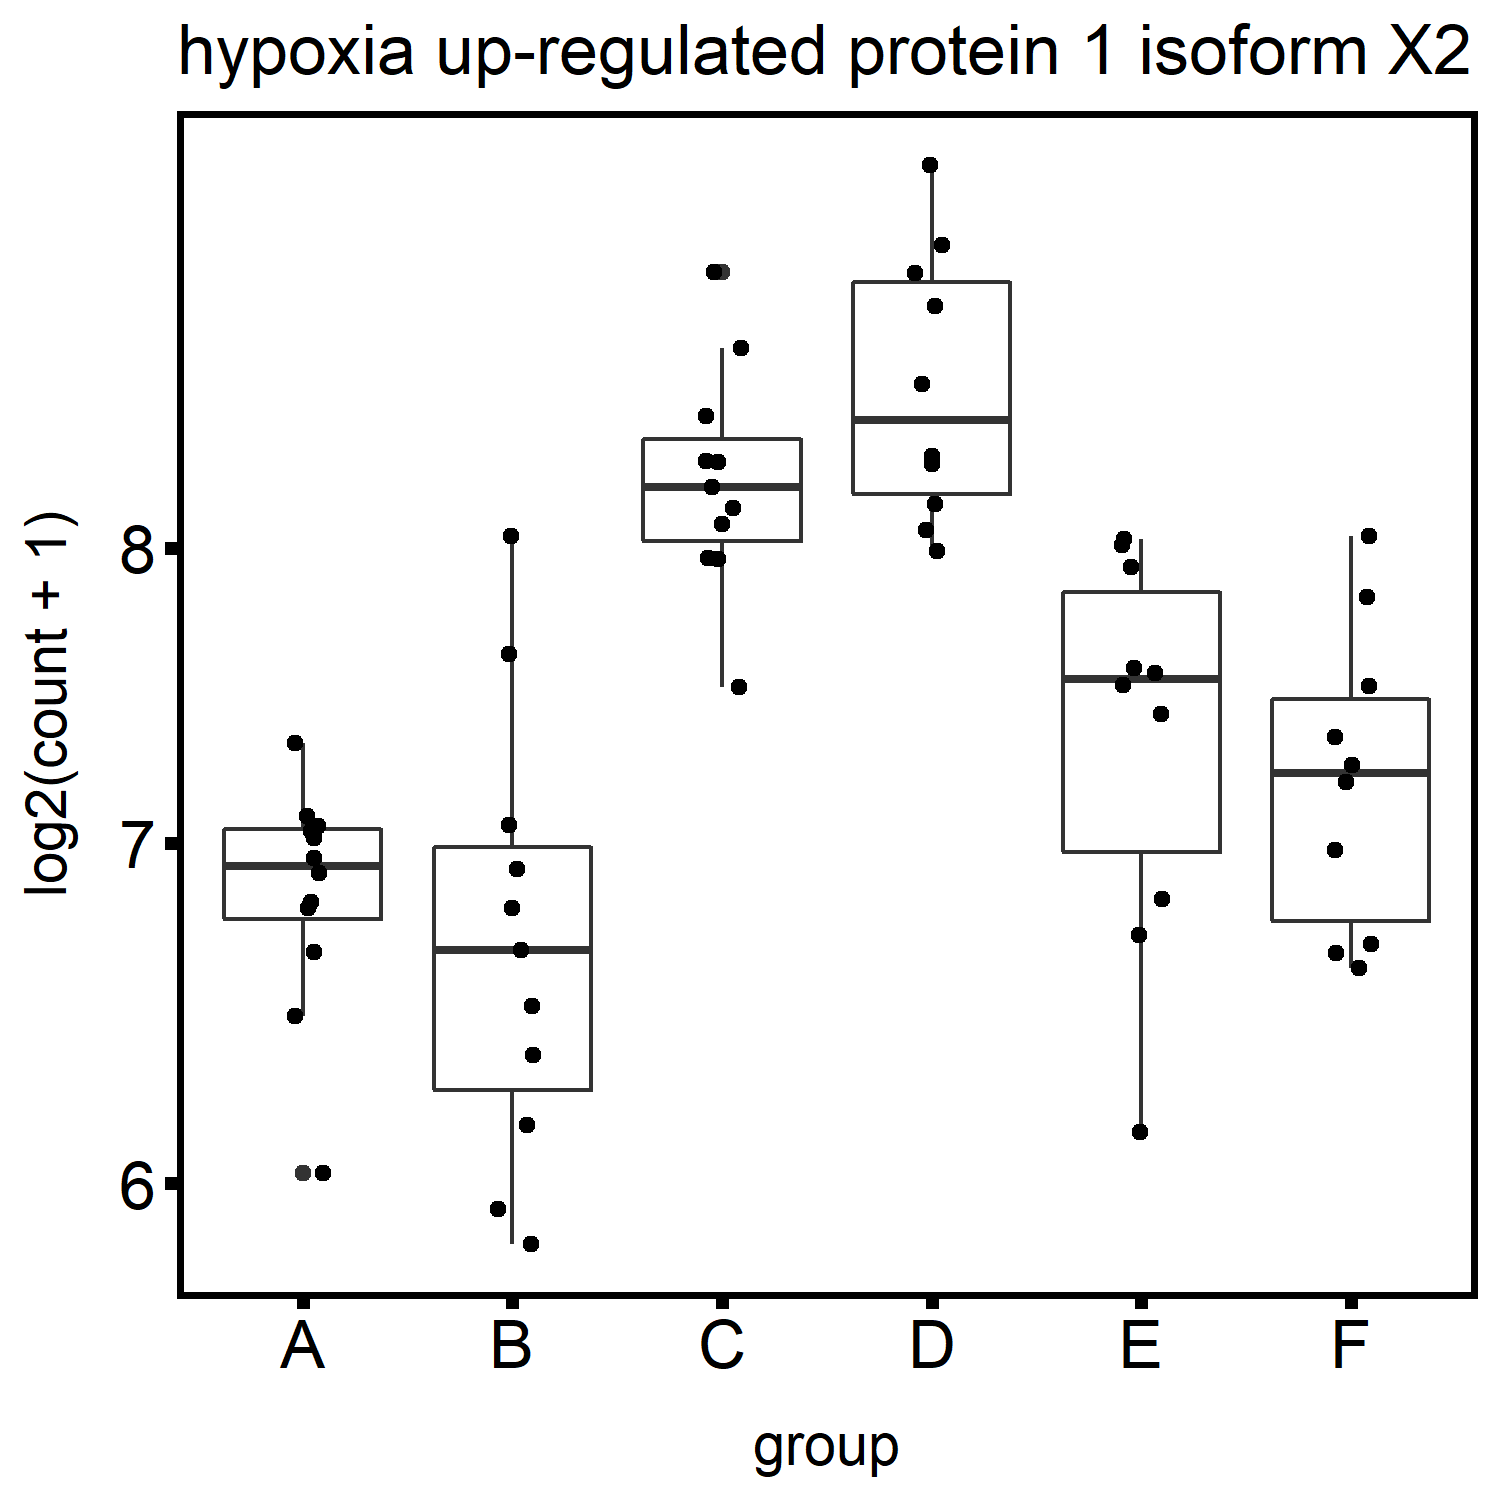 hypoxia up-regulated protein 1 isoform X2
log2(count + 1)
8
7
6
A B C D E F
group